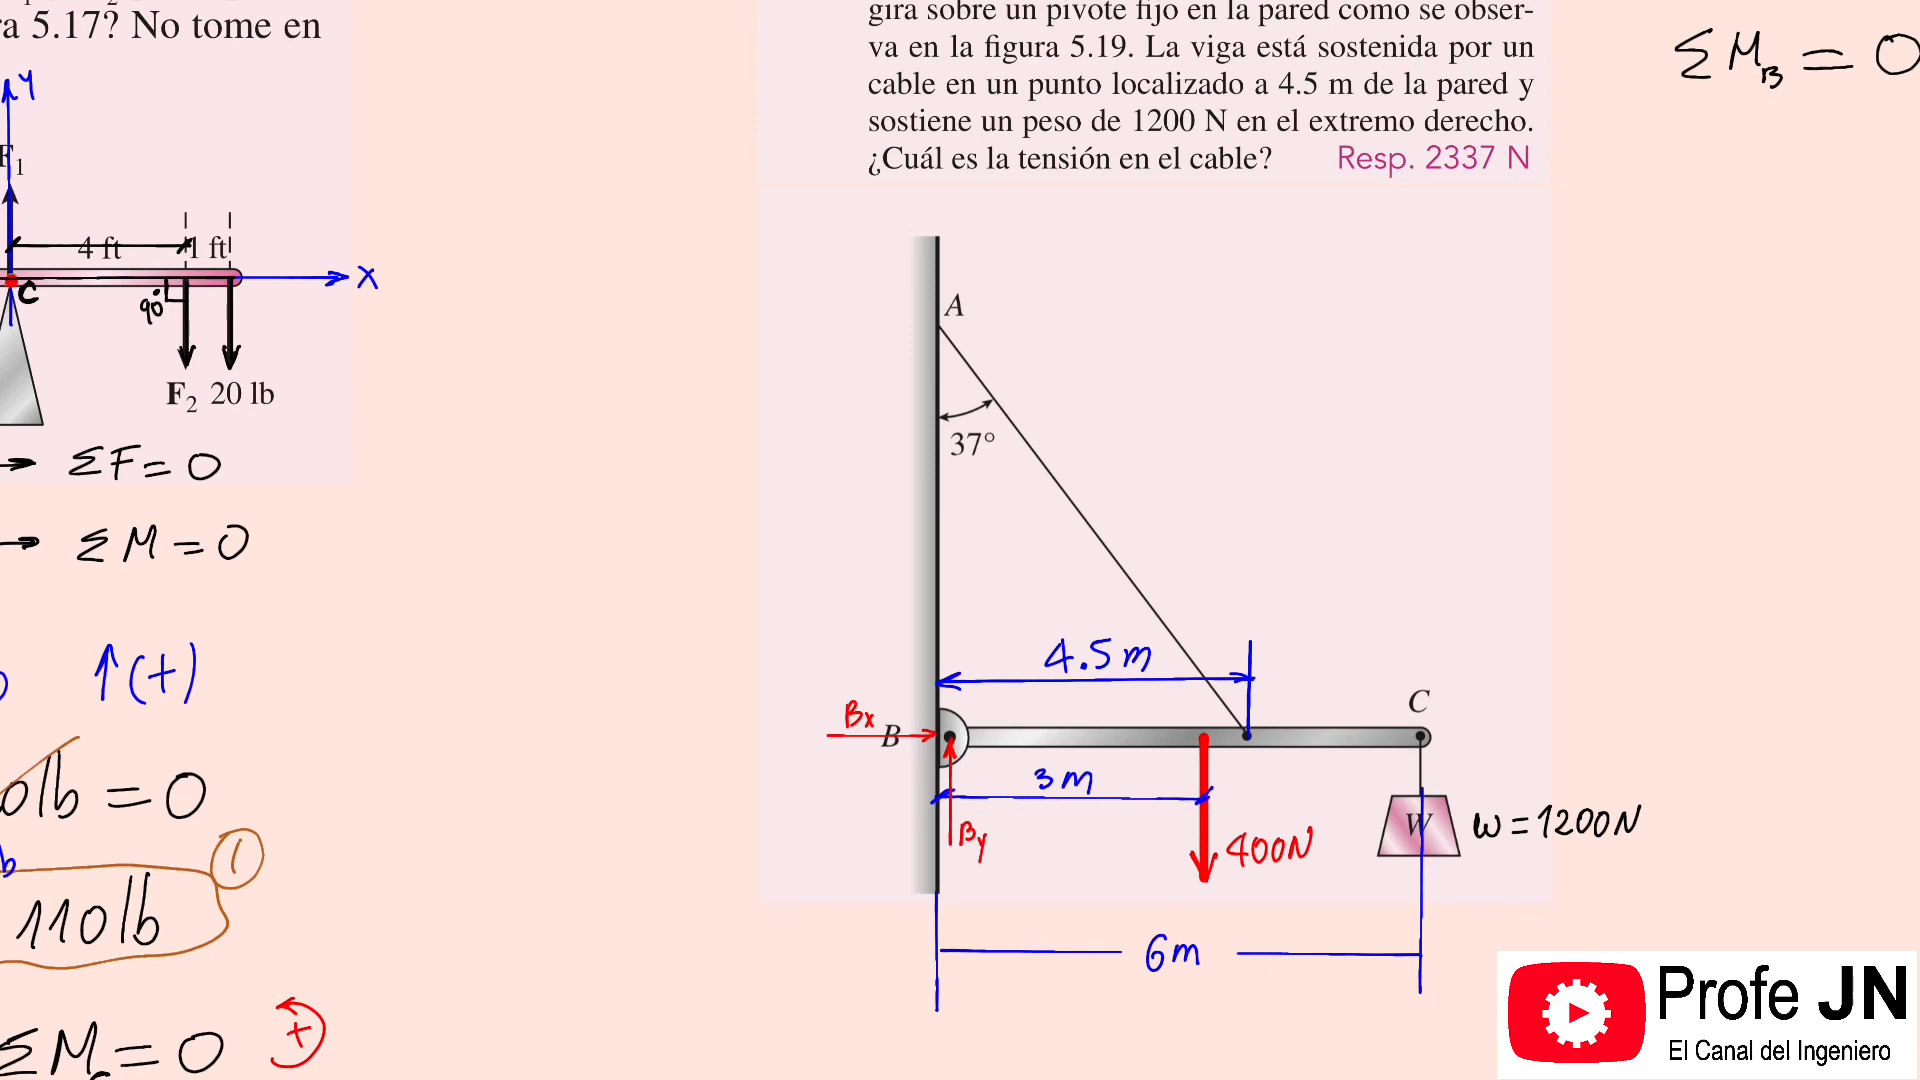 a 5.17? No tome en
Y
F1
4 ft 1 ft
X
C
90°
F2 20 lb
→ ΣF = 0
→ ΣM = 0
↑(+)
0lb = 0
b
1
110lb
ΣM = 0
+
gira sobre un pivote fijo en la pared como se obser-
va en la figura 5.19. La viga está sostenida por un
cable en un punto localizado a 4.5 m de la pared y
sostiene un peso de 1200 N en el extremo derecho.
¿Cuál es la tensión en el cable? Resp. 2337 N
A
37°
4.5 m
C
Bx
B
3 m
By
400N
W
w = 1200N
6m
ΣMB = 0
Profe JN
El Canal del Ingeniero